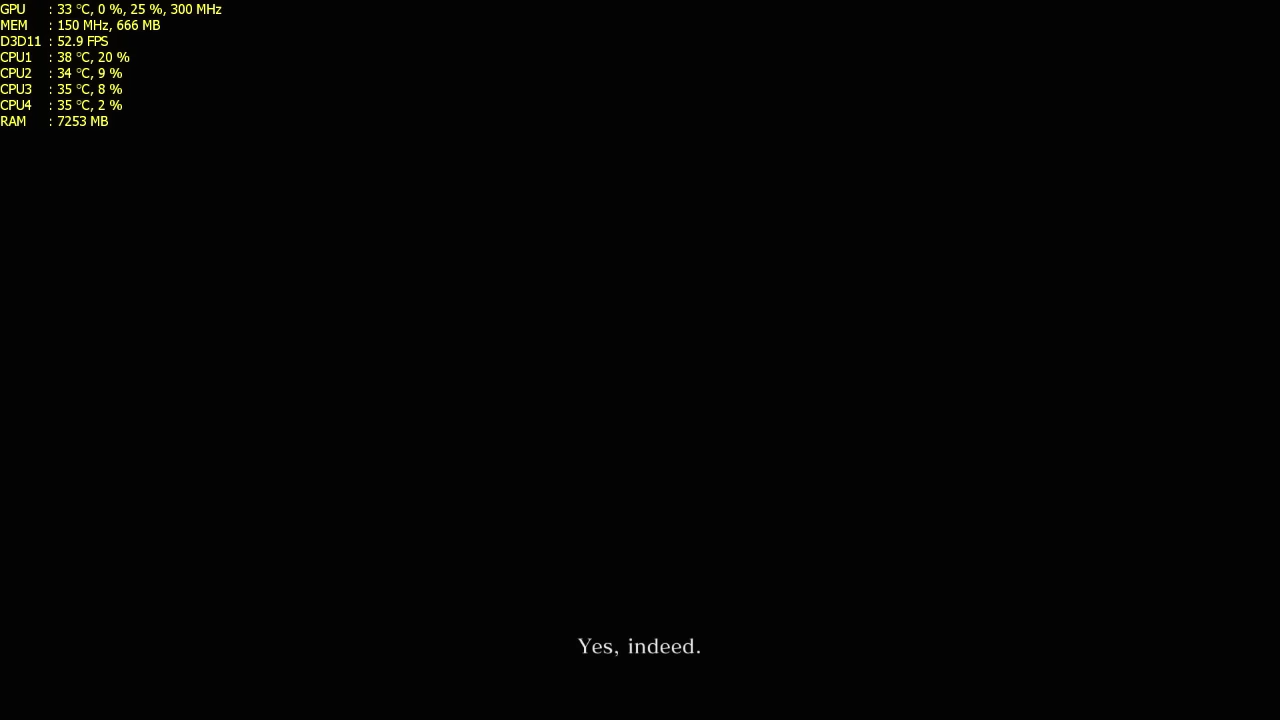 GPU : 33 °C, 0 %, 25 %, 300 MHz
MEM : 150 MHz, 666 MB
D3D11 : 52.9 FPS
CPU1 : 38 °C, 20 %
CPU2 : 34 °C, 9 %
CPU3 : 35 °C, 8 %
CPU4 : 35 °C, 2 %
RAM : 7253 MB
Yes, indeed.